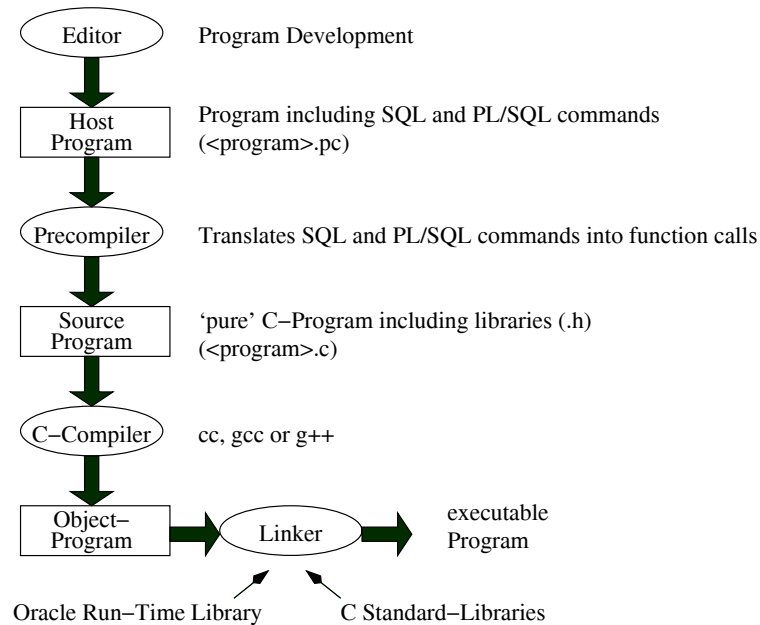 Editor
Program Development
Host
Program
Program including SQL and PL/SQL commands
(<program>.pc)
Precompiler
Translates SQL and PL/SQL commands into function calls
Source
Program
‘pure’ C−Program including libraries (.h)
(<program>.c)
C−Compiler
cc, gcc or g++
Object−
Program
Linker
executable
Program
Oracle Run−Time Library
C Standard−Libraries